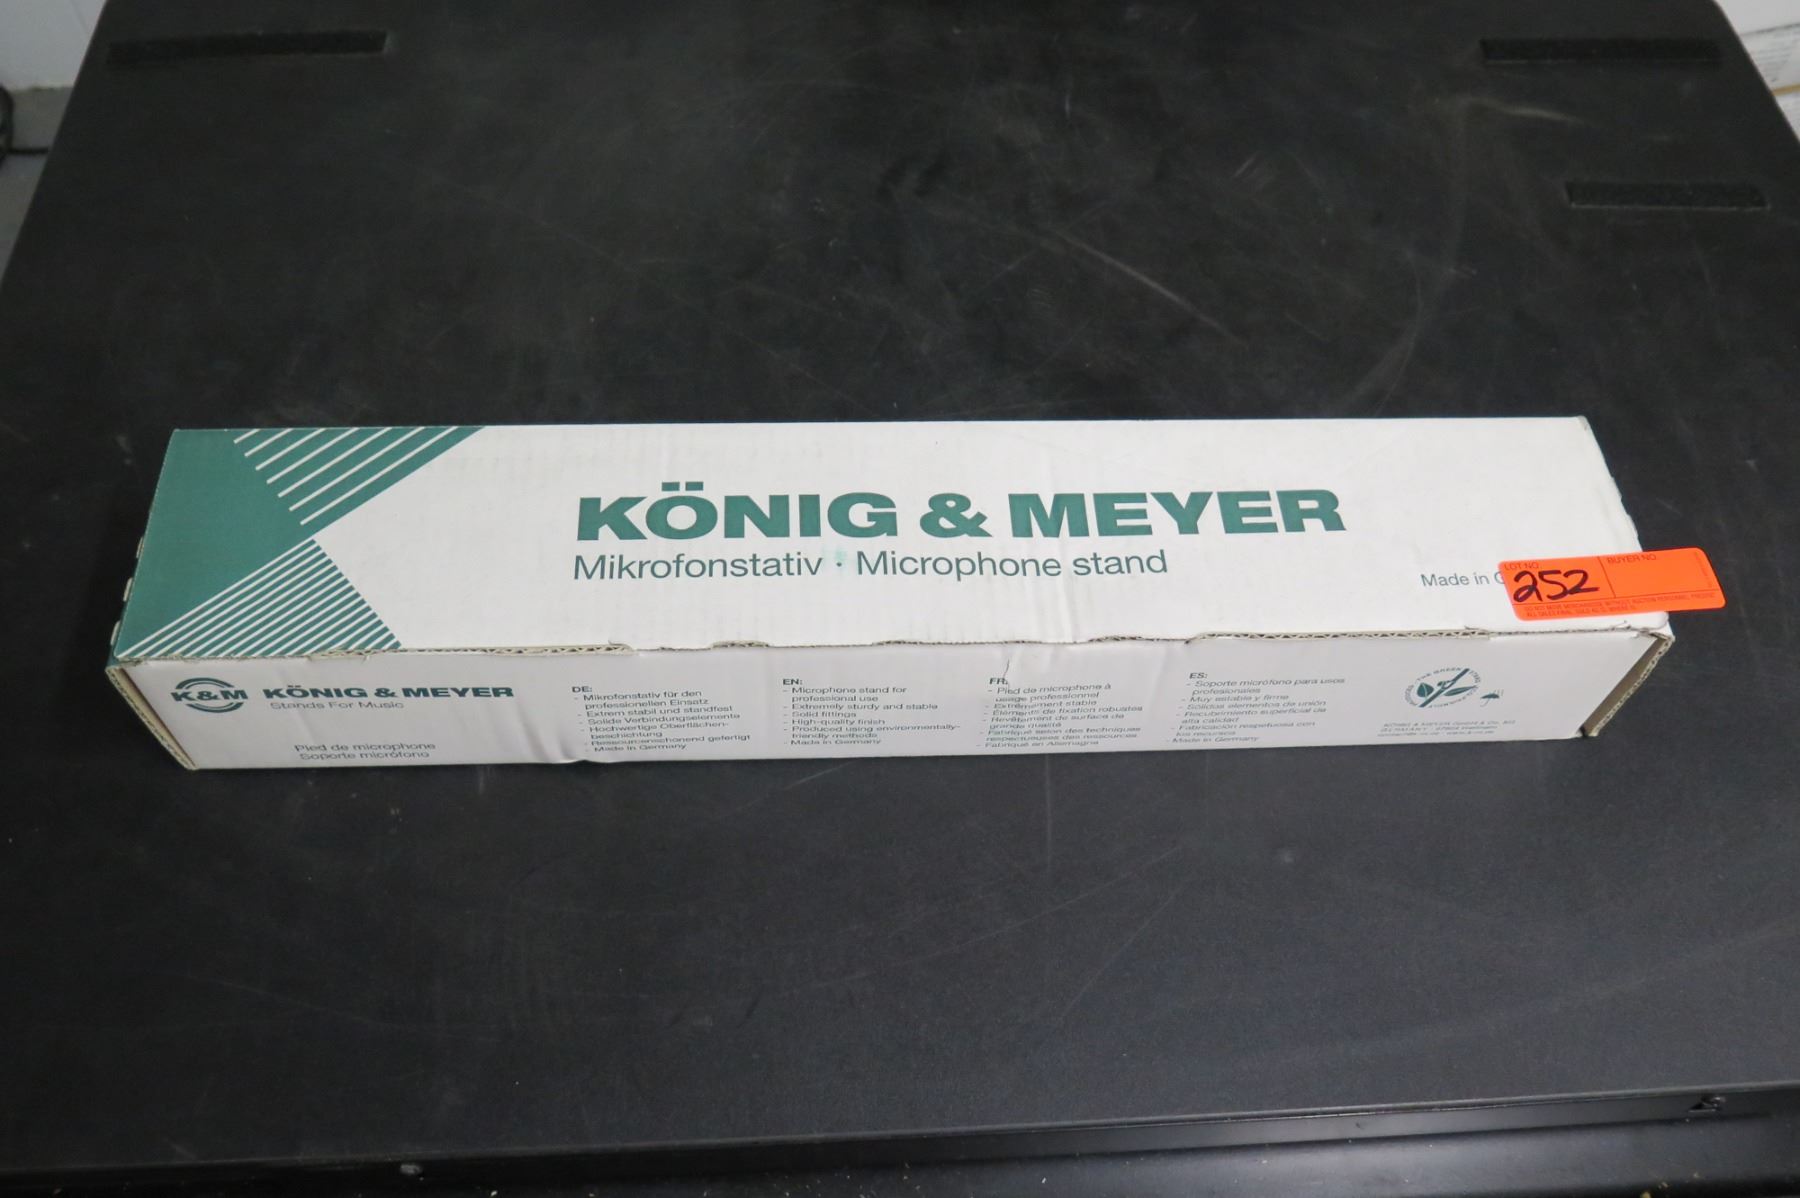 KÖNIG & MEYER
Mikrofonstativ · Microphone stand
Made in G
LOT NO.
BUYER NO.
252
K&M
KÖNIG & MEYER
Stands For Music
Pied de microphone
Soporte micrófono
DE:
- Mikrofonstativ für den
professionellen Einsatz
- Extrem stabil und standfest
- Solide Verbindungselemente
- Hochwertige Oberflächen-
beschichtung
- Ressourcenschonend gefertigt
- Made in Germany
EN:
- Microphone stand for
professional use
- Extremely sturdy and stable
- Solid fittings
- High-quality finish
- Produced using environmentally-
friendly methods
- Made in Germany
FR:
- Pied de microphone à
usage professionnel
- Extrêmement stable
- Éléments de fixation robustes
- Revêtement de surface de
grande qualité
- Fabriqué selon des techniques
respectueuses des ressources
- Fabriqué en Allemagne
ES:
- Soporte micrófono para usos
profesionales
- Muy estable y firme
- Sólidos elementos de unión
- Recubrimiento superficial de
alta calidad
- Fabricación respetuosa con
los recursos
- Made in Germany
KÖNIG & MEYER GmbH & Co. KG